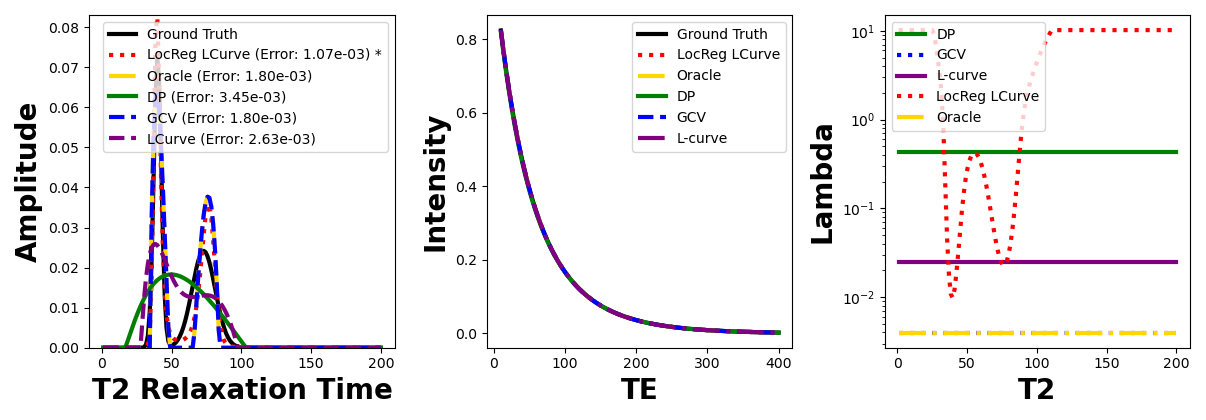 Amplitude
0.08
0.07
0.06
0.05
0.04
0.03
0.02
0.01
0.00
Ground Truth
LocReg LCurve (Error: 1.07e-03) *
Oracle (Error: 1.80e-03)
DP (Error: 3.45e-03)
GCV (Error: 1.80e-03)
LCurve (Error: 2.63e-03)
0 50 100 150 200
T2 Relaxation Time
Intensity
0.8
0.6
0.4
0.2
0.0
Ground Truth
LocReg LCurve
Oracle
DP
GCV
L-curve
0 100 200 300 400
TE
Lambda
10¹
10⁰
10⁻¹
10⁻²
DP
GCV
L-curve
LocReg LCurve
Oracle
0 50 100 150 200
T2